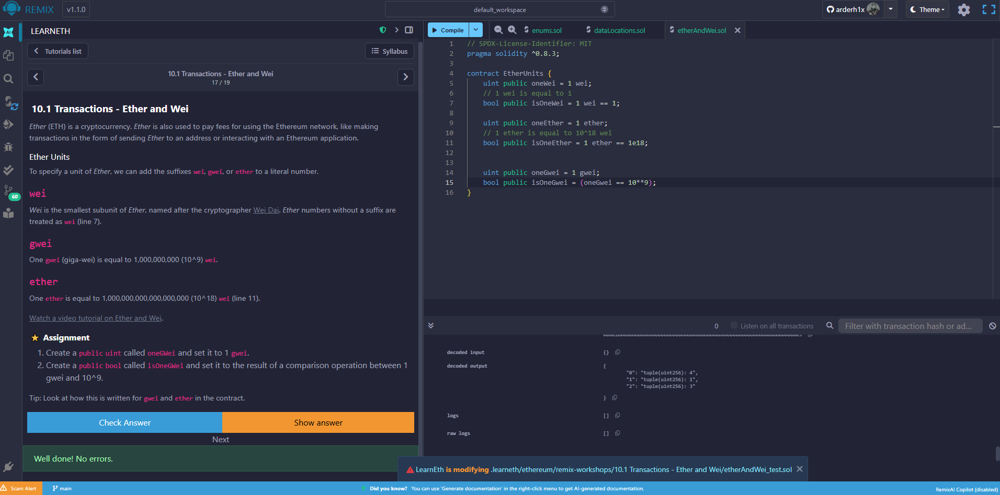 REMIX v1.1.0
default_workspace
arderh1x
Theme
LEARNETH
Tutorials list
Syllabus
10.1 Transactions - Ether and Wei
17 / 19
10.1 Transactions - Ether and Wei
Ether (ETH) is a cryptocurrency. Ether is also used to pay fees for using the Ethereum network, like making
transactions in the form of sending Ether to an address or interacting with an Ethereum application.
Ether Units
To specify a unit of Ether, we can add the suffixes wei, gwei, or ether to a literal number.
wei
Wei is the smallest subunit of Ether, named after the cryptographer Wei Dai. Ether numbers without a suffix are
treated as wei (line 7).
gwei
One gwei (giga-wei) is equal to 1,000,000,000 (10^9) wei.
ether
One ether is equal to 1,000,000,000,000,000,000 (10^18) wei (line 11).
Watch a video tutorial on Ether and Wei.
Assignment
1. Create a public uint called oneGWei and set it to 1 gwei.
2. Create a public bool called isOneGWei and set it to the result of a comparison operation between 1
gwei and 10^9.
Tip: Look at how this is written for gwei and ether in the contract.
Check Answer
Show answer
Next
Well done! No errors.
60
AI
Compile
enums.sol
dataLocations.sol
etherAndWei.sol
1 // SPDX-License-Identifier: MIT
2 pragma solidity ^0.8.3;
3
4 contract EtherUnits {
5 uint public oneWei = 1 wei;
6 // 1 wei is equal to 1
7 bool public isOneWei = 1 wei == 1;
8
9 uint public oneEther = 1 ether;
10 // 1 ether is equal to 10^18 wei
11 bool public isOneEther = 1 ether == 1e18;
12
13
14 uint public oneGwei = 1 gwei;
15 bool public isOneGwei = (oneGwei == 10**9);
16 }
0
Listen on all transactions
Filter with transaction hash or ad...
decoded input {}
decoded output {
"0": "tuple(uint256): 4",
"1": "tuple(uint256): 1",
"2": "tuple(uint256): 3"
}
logs []
raw logs []
LearnEth is modifying .learneth/ethereum/remix-workshops/10.1 Transactions - Ether and Wei/etherAndWei_test.sol
Scam Alert
main
Did you know? You can use 'Generate documentation' in the right-click menu to get AI-generated documentation.
RemixAI Copilot (disabled)